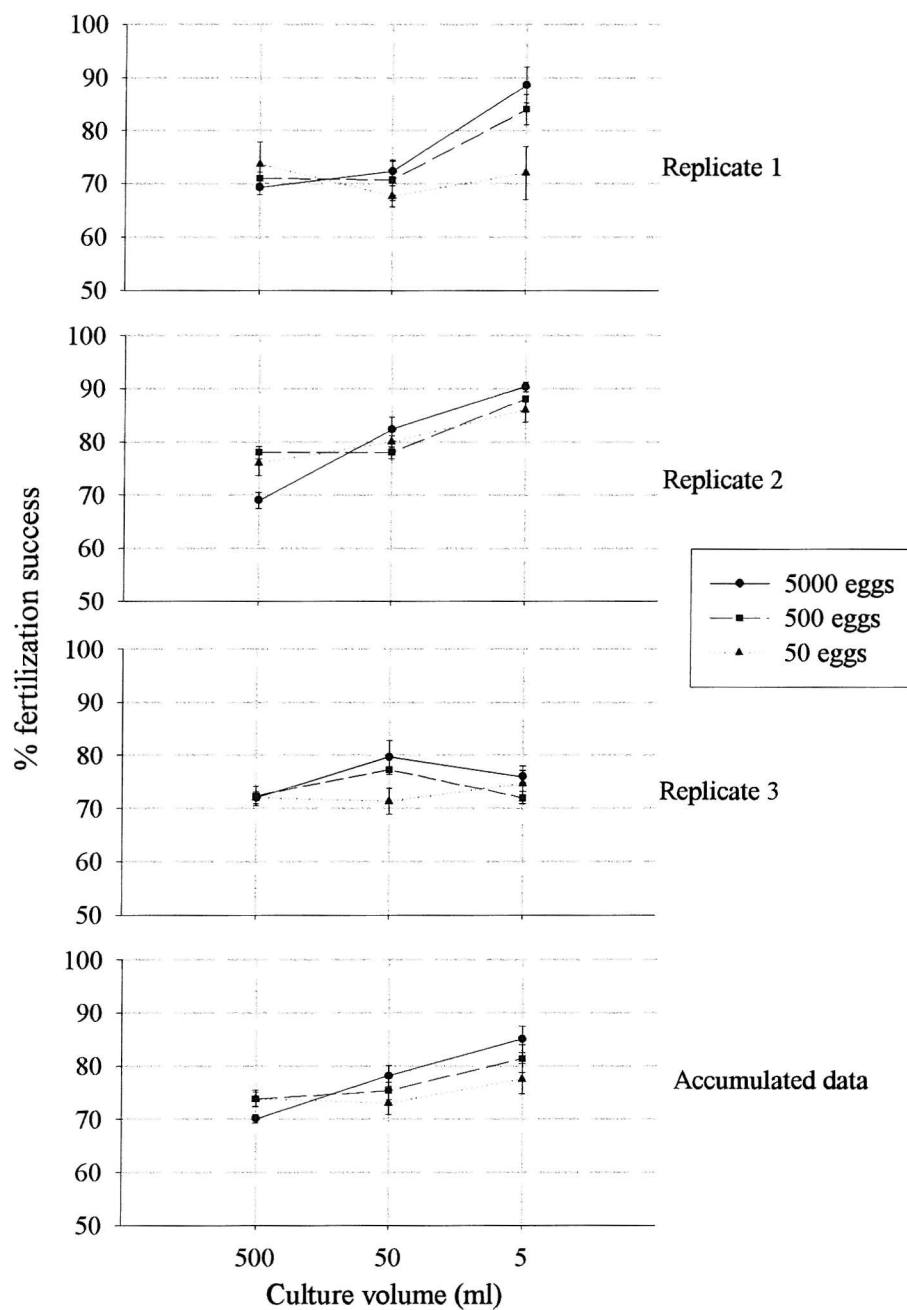 100
90
80
70
60
50
Replicate 1
100
90
80
70
60
50
Replicate 2
% fertilization success
5000 eggs
500 eggs
50 eggs
100
90
80
70
60
50
Replicate 3
100
90
80
70
60
50
Accumulated data
500 50 5
Culture volume (ml)